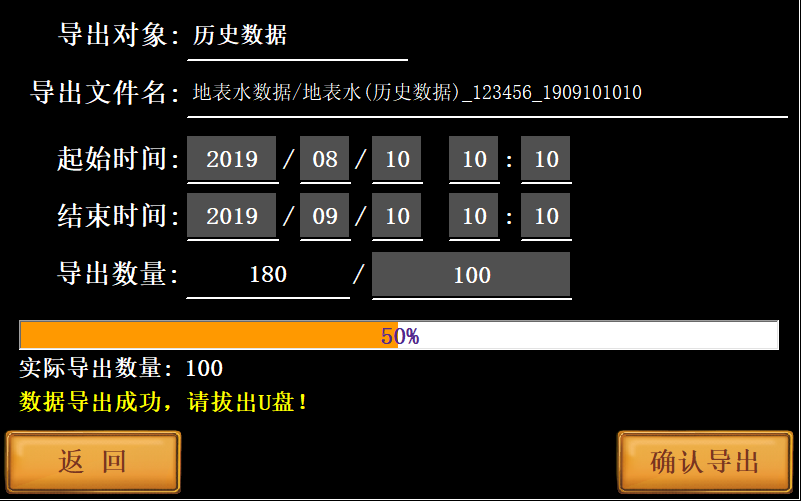 导出对象: 历史数据
导出文件名: 地表水数据/地表水(历史数据)_123456_1909101010
起始时间: 2019 / 08 / 10 10 : 10
结束时间: 2019 / 09 / 10 10 : 10
导出数量: 180 / 100
50%
实际导出数量: 100
数据导出成功，请拔出U盘!
返 回 确认导出